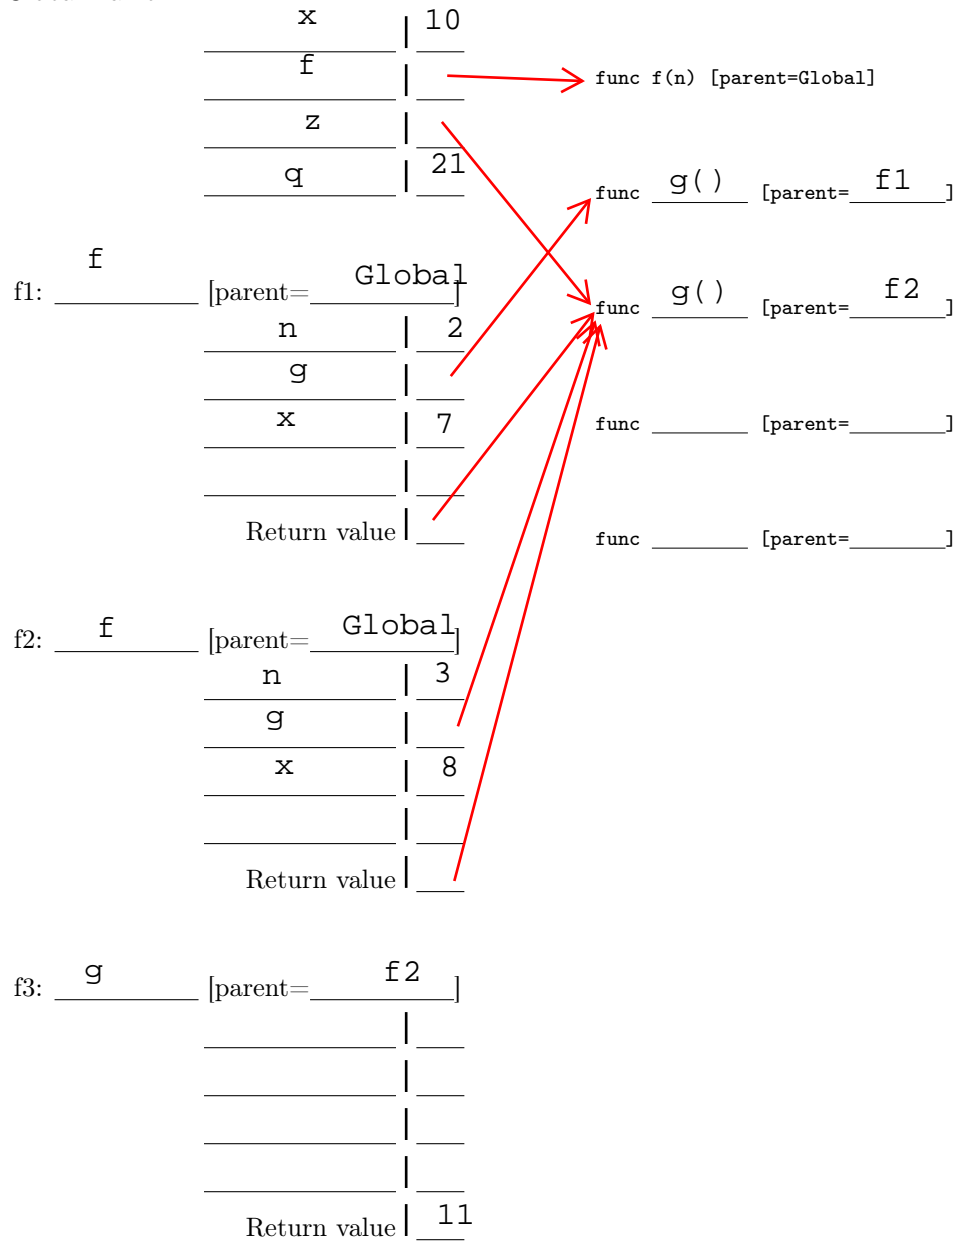 x 10
f
func f(n) [parent=Global]
z
q 21
func g() [parent= f1 ]
f1: f [parent= Global ]
func g() [parent= f2 ]
n 2
g
x 7
func [parent= ]
Return value
func [parent= ]
f2: f [parent= Global ]
n 3
g
x 8
Return value
f3: g [parent= f2 ]
Return value 11